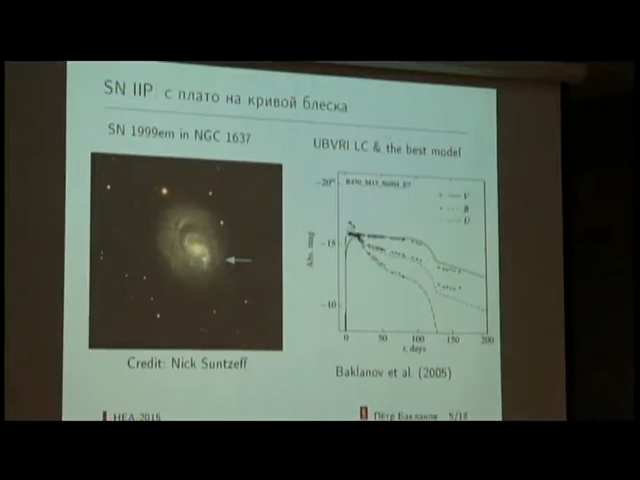 SN IIP: с плато на кривой блеска
SN 1999em in NGC 1637
UBVRI LC & the best model
−20
V
B
U
−15
Abs. mag
−10
0 50 100 150 200
t, days
Credit: Nick Suntzeff
Baklanov et al. (2005)
HEA-2015
Пётр Бакланов 5/18